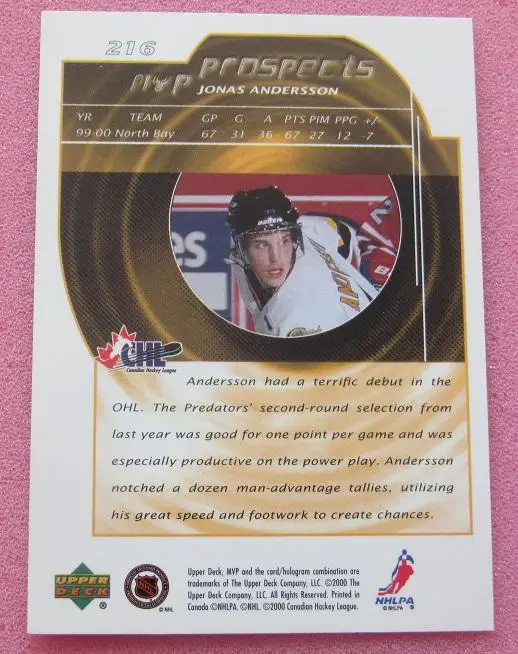 216
mvp prospects
JONAS ANDERSSON
YR TEAM GP G A PTS PIM PPG +/-
99-00 North Bay 67 31 36 67 27 12 -7
CHL
Canadian Hockey League
Andersson had a terrific debut in the
OHL. The Predators' second-round selection from
last year was good for one point per game and was
especially productive on the power play. Andersson
notched a dozen man-advantage tallies, utilizing
his great speed and footwork to create chances.
UPPER
DECK
®
NHL
© NHL
Upper Deck, MVP and the card/hologram combination are
trademarks of The Upper Deck Company, LLC. ©2000 The
Upper Deck Company, LLC. All Rights Reserved. Printed in
Canada ©NHLPA, ©NHL ©2000 Canadian Hockey League.
NHLPA
© NHLPA
®